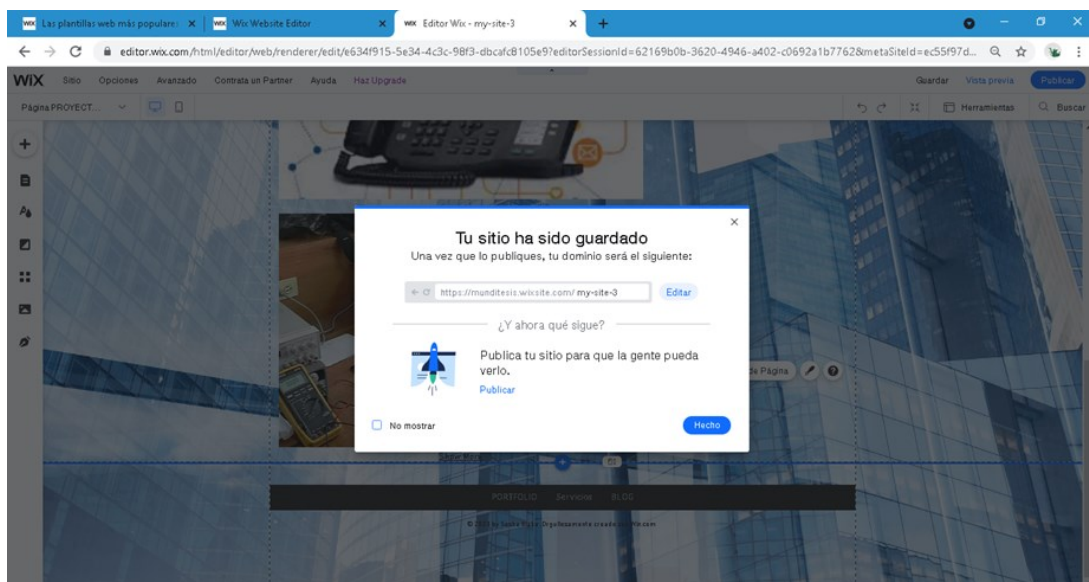 Las plantillas web más populares
Wix Website Editor
Editor Wix - my-site-3
editor.wix.com/html/editor/web/renderer/edit/e634f915-5e34-4c3c-98f3-dbcafc8105e9?editorSessionId=62169b0b-3620-4946-a402-c0692a1b7762&metaSiteId=ec55f97d...
WiX Sitio Opciones Avanzado Contrata un Partner Ayuda Haz Upgrade Guardar Vista previa Publicar
Página PROYECT... Herramientas Buscar
Tu sitio ha sido guardado
Una vez que lo publiques, tu dominio será el siguiente:
https://munditesis.wixsite.com/ my-site-3 Editar
¿Y ahora qué sigue?
Publica tu sitio para que la gente pueda
verlo.
Publicar
de Página
No mostrar Hecho
PORTFOLIO Servicios BLOG